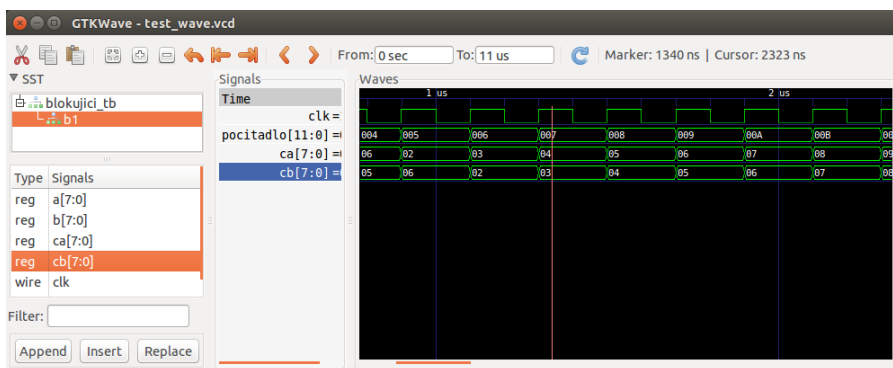 GTKWave - test_wave.vcd
From: 0 sec To: 11 us Marker: 1340 ns | Cursor: 2323 ns
SST
blokujici_tb
b1
Type Signals
reg a[7:0]
reg b[7:0]
reg ca[7:0]
reg cb[7:0]
wire clk
Filter:
Append Insert Replace
Signals
Time
clk=
pocitadlo[11:0]=
ca[7:0]=
cb[7:0]=
Waves
1 us 2 us
004 005 006 007 008 009 00A 00B 00
06 02 03 04 05 06 07 08 09
05 06 02 03 04 05 06 07 08